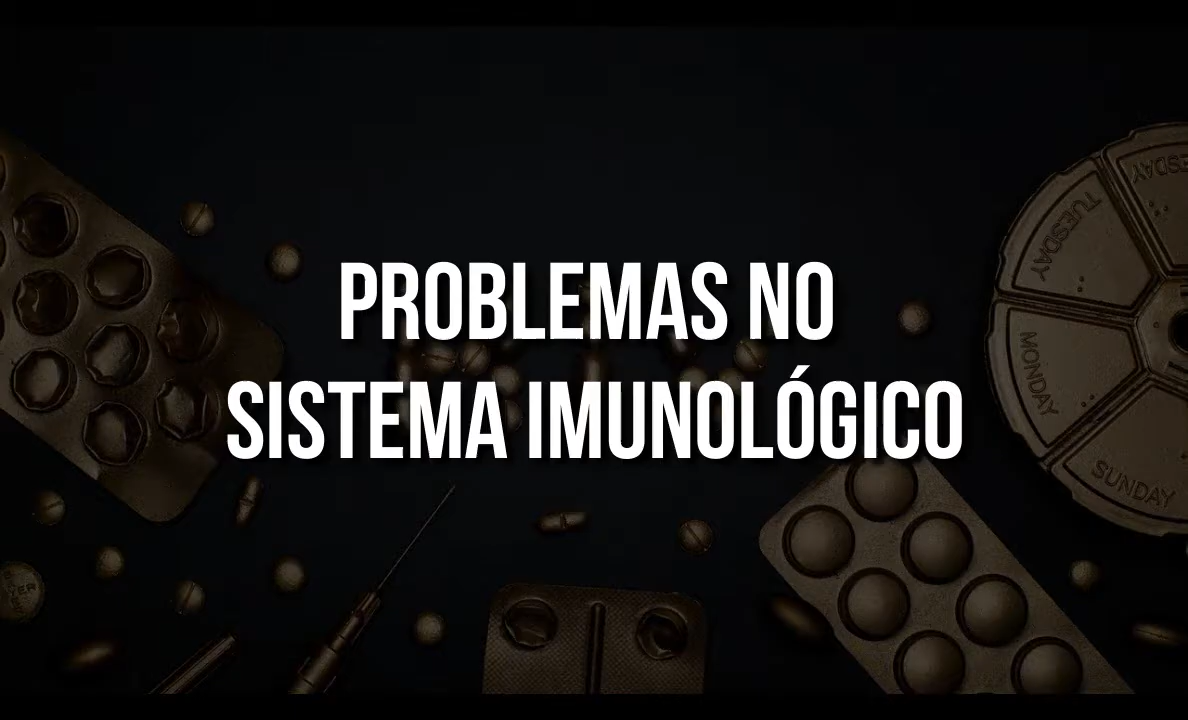 PROBLEMAS NO
SISTEMA IMUNOLÓGICO
TUESDAY
MONDAY
SUNDAY